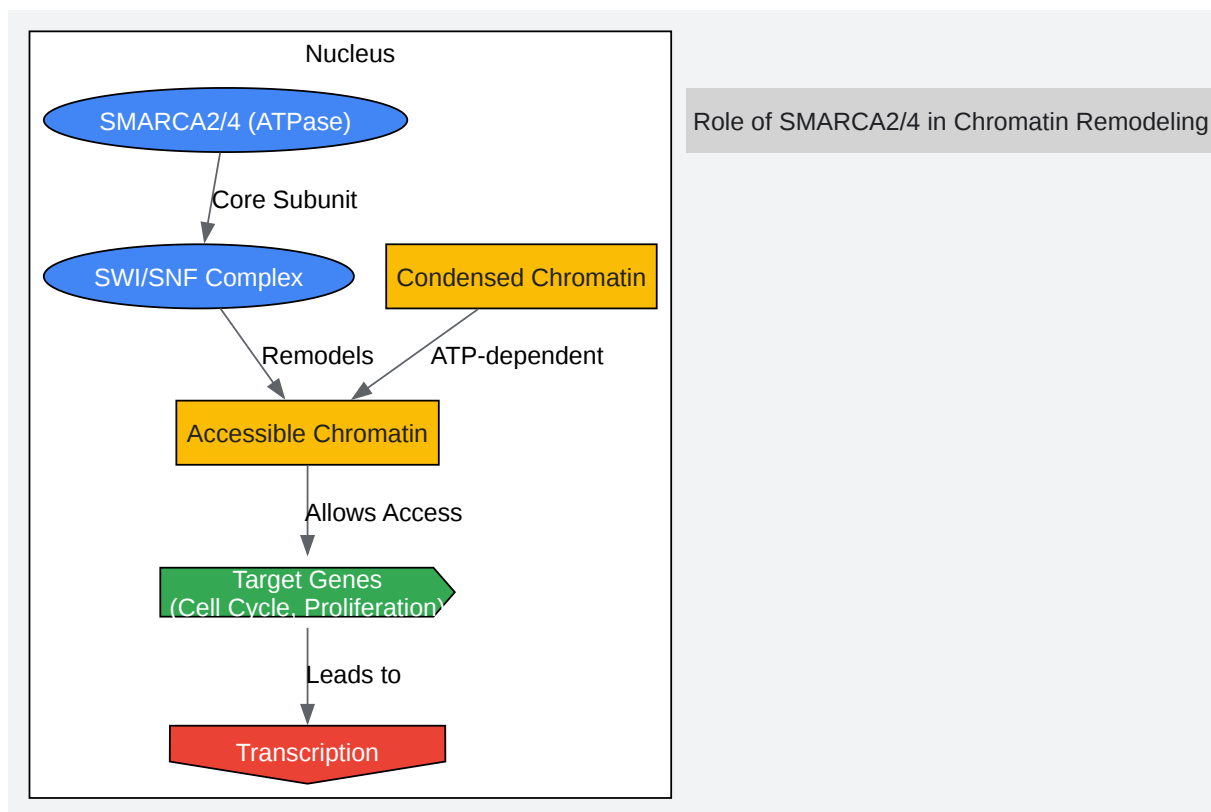 Nucleus
SMARCA2/4 (ATPase)
Role of SMARCA2/4 in Chromatin Remodeling
Core Subunit
SWI/SNF Complex
Condensed Chromatin
Remodels
ATP-dependent
Accessible Chromatin
Allows Access
Target Genes
(Cell Cycle, Proliferation)
Leads to
Transcription